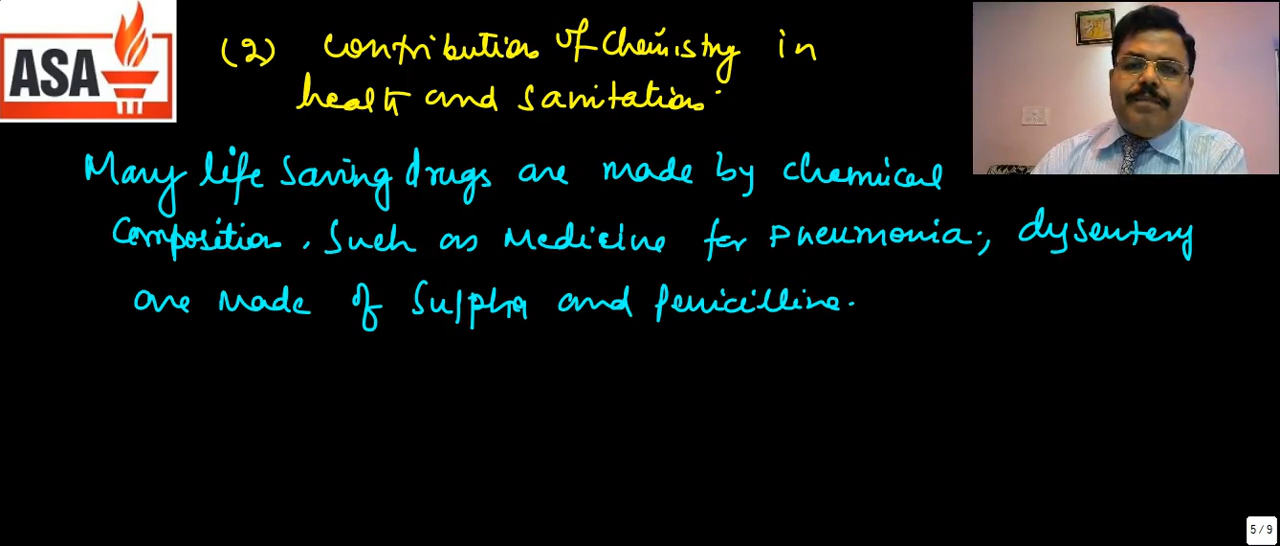 ASA
(2) Contribution of Chemistry in
health and Sanitation.
Many life saving drugs are made by chemical
composition. Such as Medicine for Pneumonia, dysentery
are made of Sulpha and Penicilline.
5 / 9